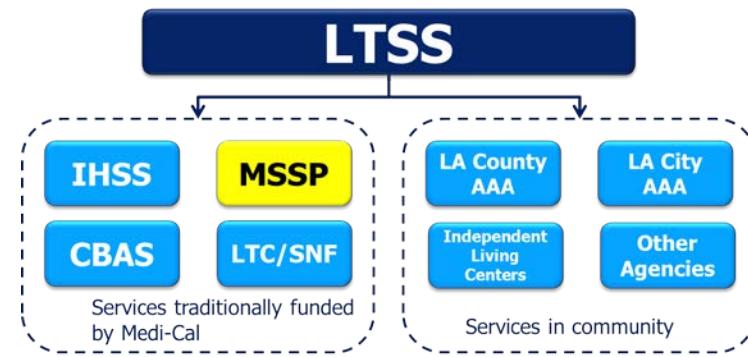 LTSS
IHSS
MSSP
CBAS
LTC/SNF
Services traditionally funded
by Medi-Cal
LA County
AAA
LA City
AAA
Independent
Living
Centers
Other
Agencies
Services in community